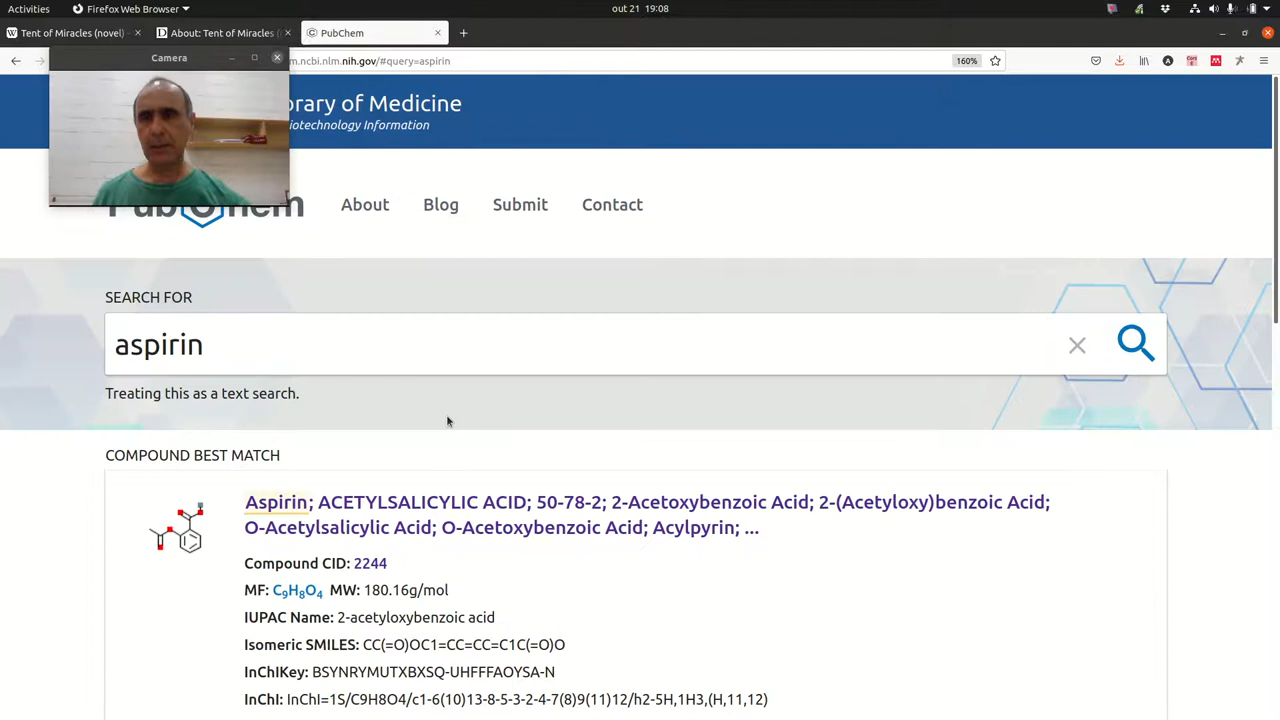 Activities
Firefox Web Browser
out 21 19:08
Tent of Miracles (novel) -
About: Tent of Miracles (
PubChem
Camera
m.ncbi.nlm.nih.gov/#query=aspirin
160%
brary of Medicine
iotechnology Information
PubChem
About
Blog
Submit
Contact
SEARCH FOR
aspirin
Treating this as a text search.
COMPOUND BEST MATCH
Aspirin; ACETYLSALICYLIC ACID; 50-78-2; 2-Acetoxybenzoic Acid; 2-(Acetyloxy)benzoic Acid;
O-Acetylsalicylic Acid; O-Acetoxybenzoic Acid; Acylpyrin; ...
Compound CID: 2244
MF: C₉H₈O₄ MW: 180.16g/mol
IUPAC Name: 2-acetyloxybenzoic acid
Isomeric SMILES: CC(=O)OC1=CC=CC=C1C(=O)O
InChIKey: BSYNRYMUTXBXSQ-UHFFFAOYSA-N
InChI: InChI=1S/C9H8O4/c1-6(10)13-8-5-3-2-4-7(8)9(11)12/h2-5H,1H3,(H,11,12)